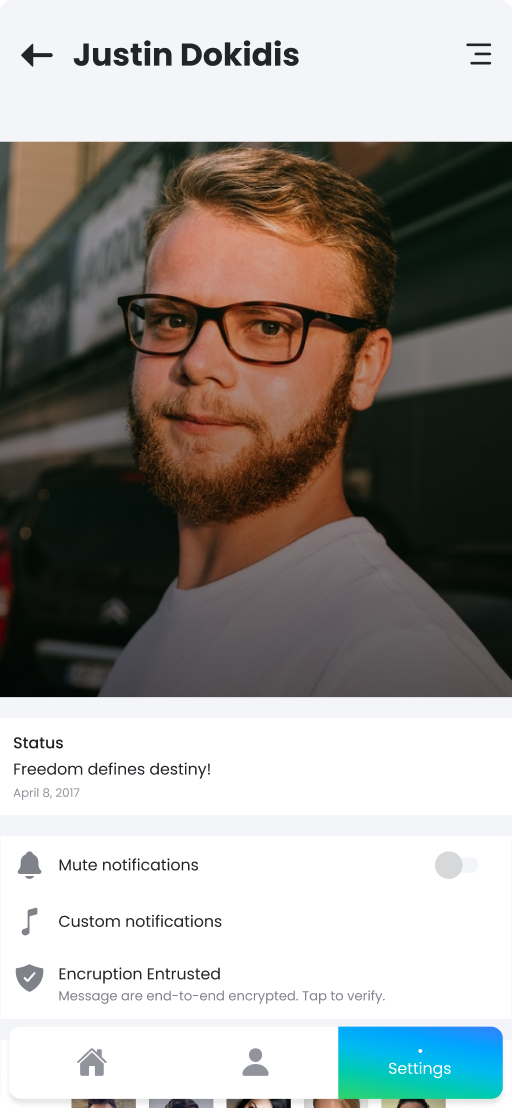 Justin Dokidis
Status
Freedom defines destiny!
April 8, 2017
Mute notifications
Custom notifications
Encruption Entrusted
Message are end-to-end encrypted. Tap to verify.
Settings